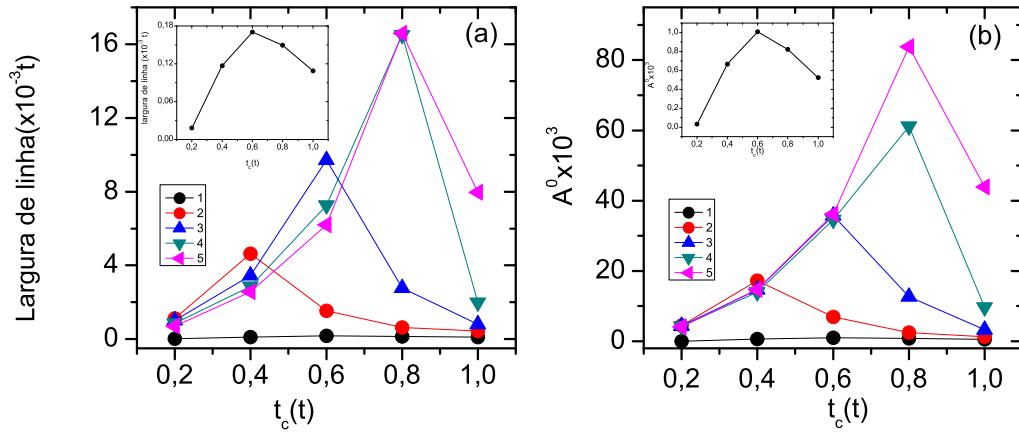 (a)
Largura de linha(x10⁻³t)
16
12
8
4
0
0,2 0,4 0,6 0,8 1,0
t_c(t)
largura de linha (x10⁻³ t)
0,18
0,12
0,06
0,00
0,2 0,4 0,6 0,8 1,0
t_c(t)
1
2
3
4
5
(b)
A⁰x10³
80
60
40
20
0
0,2 0,4 0,6 0,8 1,0
t_c(t)
A⁰x10³
1,0
0,8
0,6
0,4
0,2
0,0
0,2 0,4 0,6 0,8 1,0
t_c(t)
1
2
3
4
5